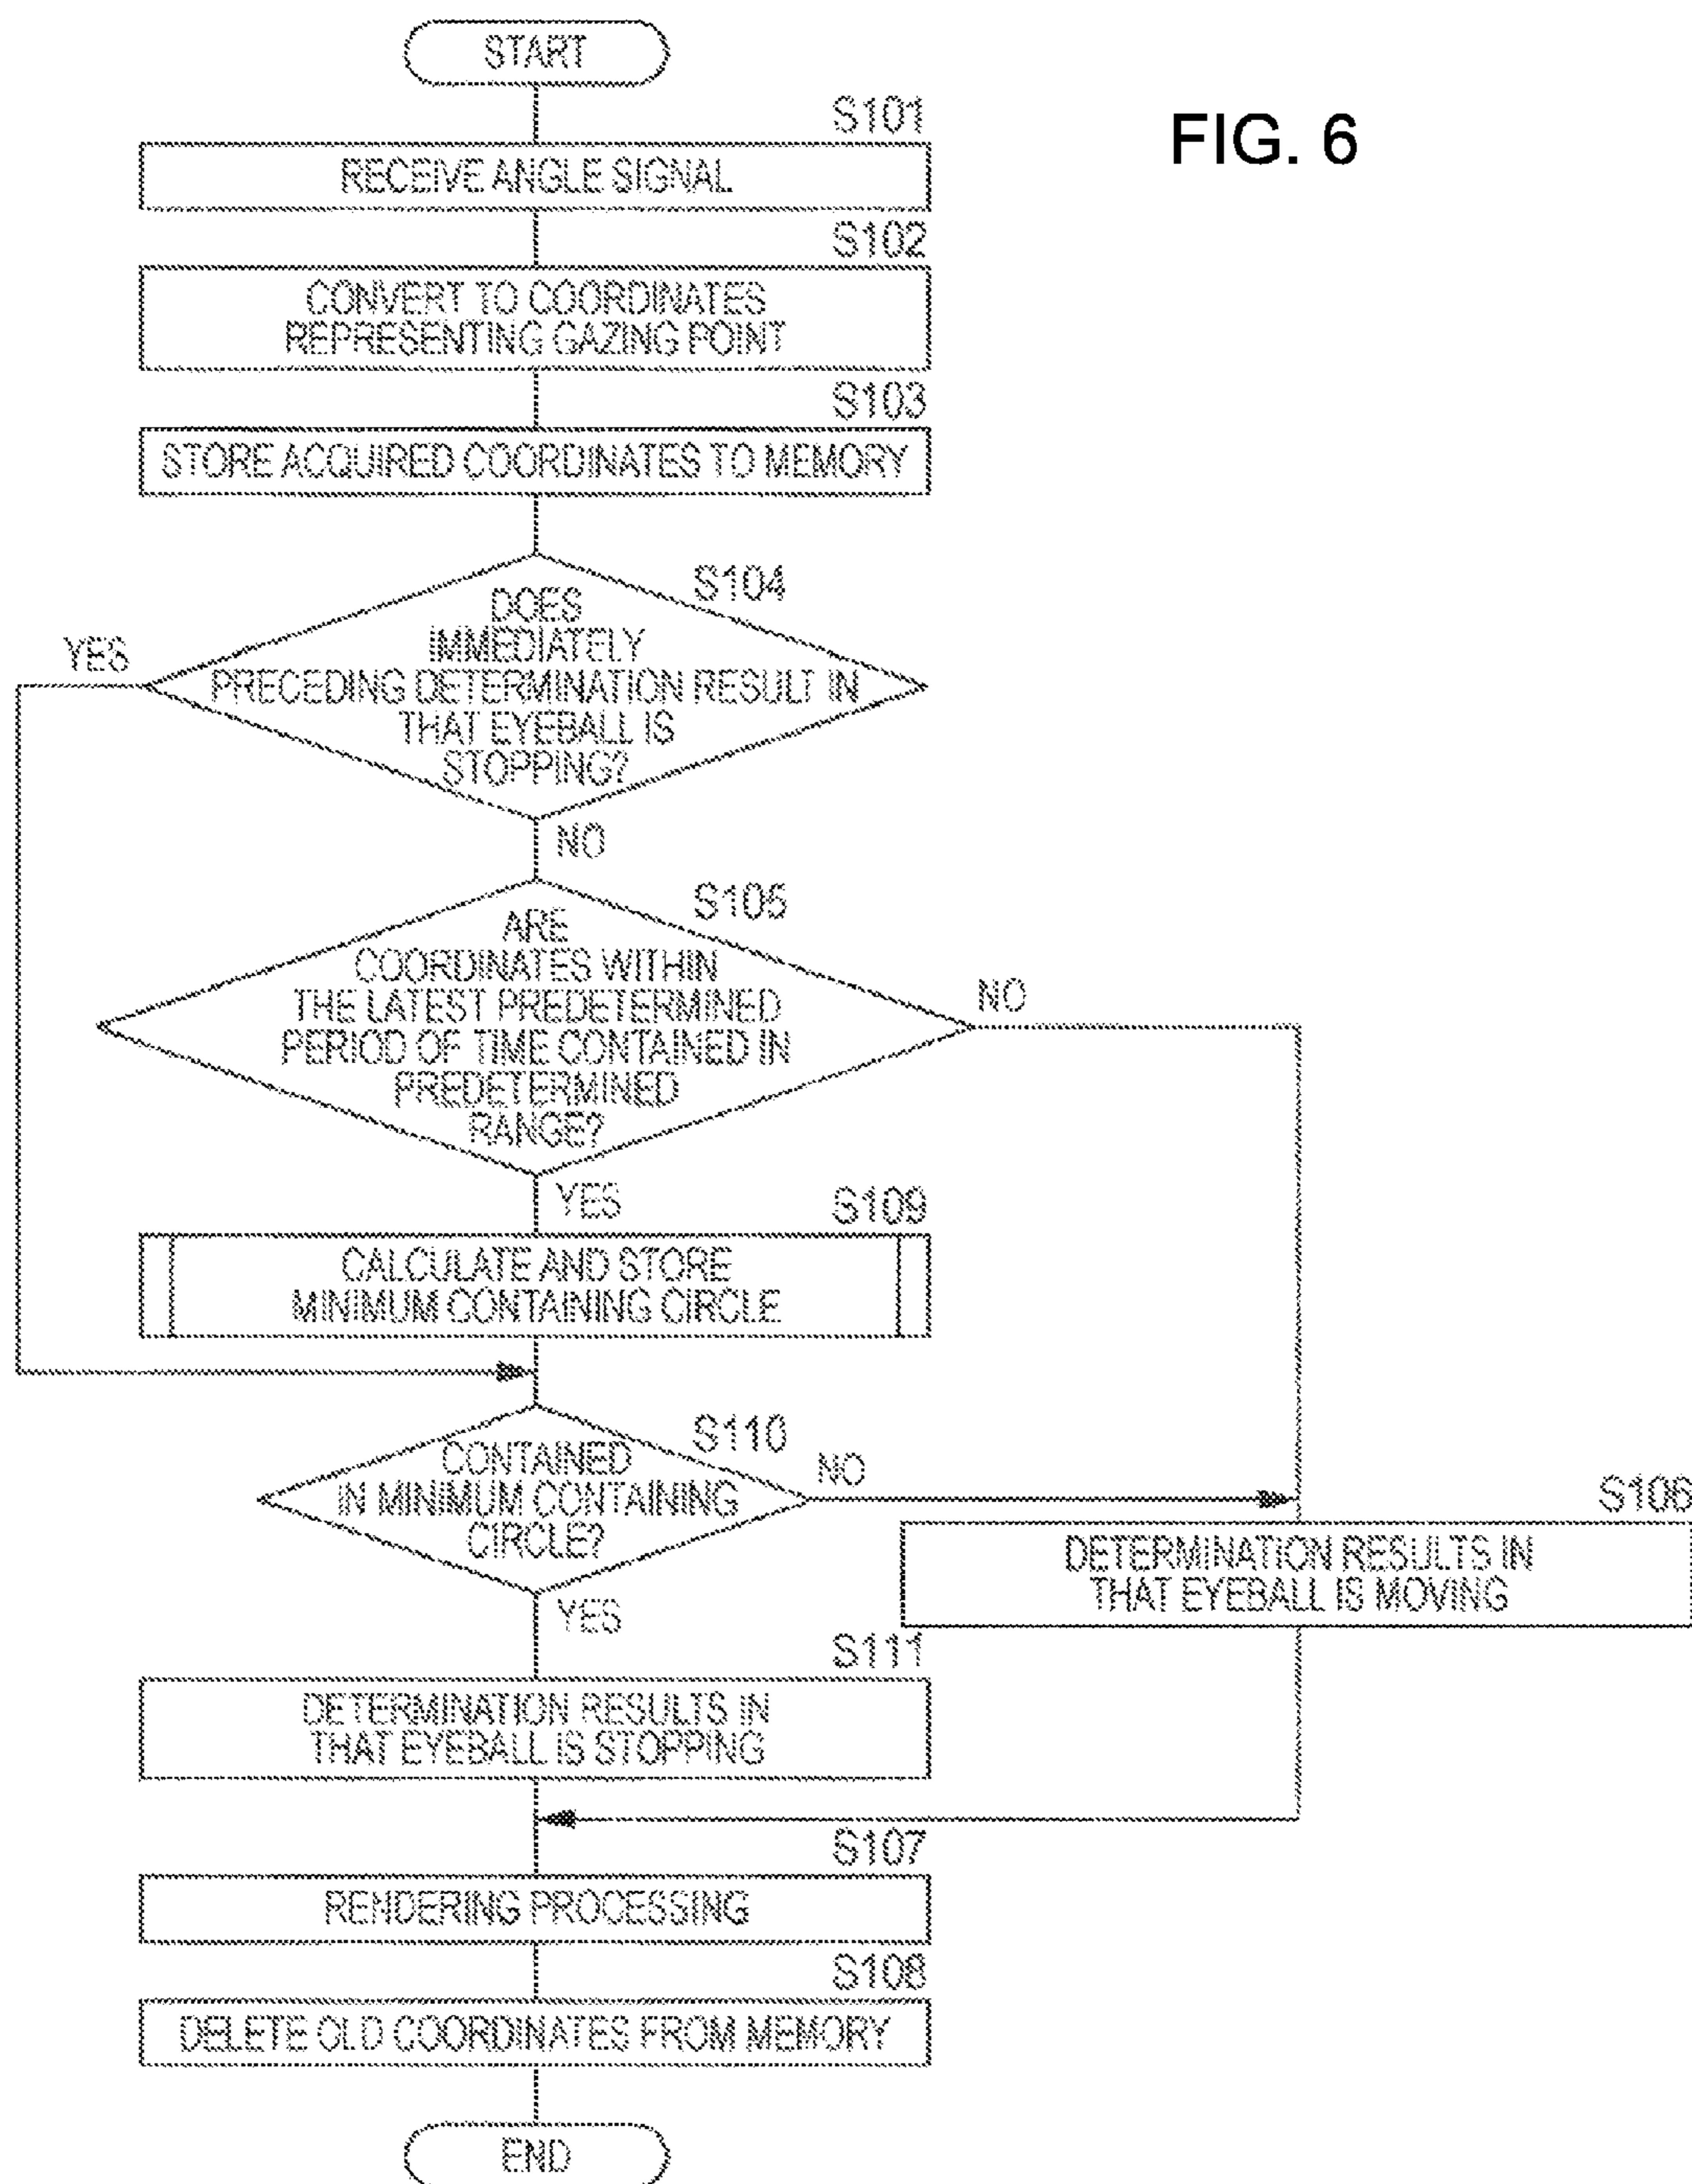 START
FIG. 6
S101
RECEIVE ANGLE SIGNAL
S102
CONVERT TO COORDINATES
REPRESENTING GAZING POINT
S103
STORE ACQUIRED COORDINATES TO MEMORY
S104
DOES
IMMEDIATELY
PRECEDING DETERMINATION RESULT IN
THAT EYEBALL IS
STOPPING?
YES
NO
S105
ARE
COORDINATES WITHIN
THE LATEST PREDETERMINED
PERIOD OF TIME CONTAINED IN
PREDETERMINED
RANGE?
NO
YES
S109
CALCULATE AND STORE
MINIMUM CONTAINING CIRCLE
S110
CONTAINED
IN MINIMUM CONTAINING
CIRCLE?
NO
YES
S106
DETERMINATION RESULTS IN
THAT EYEBALL IS MOVING
S111
DETERMINATION RESULTS IN
THAT EYEBALL IS STOPPING
S107
RENDERING PROCESSING
S108
DELETE OLD COORDINATES FROM MEMORY
END